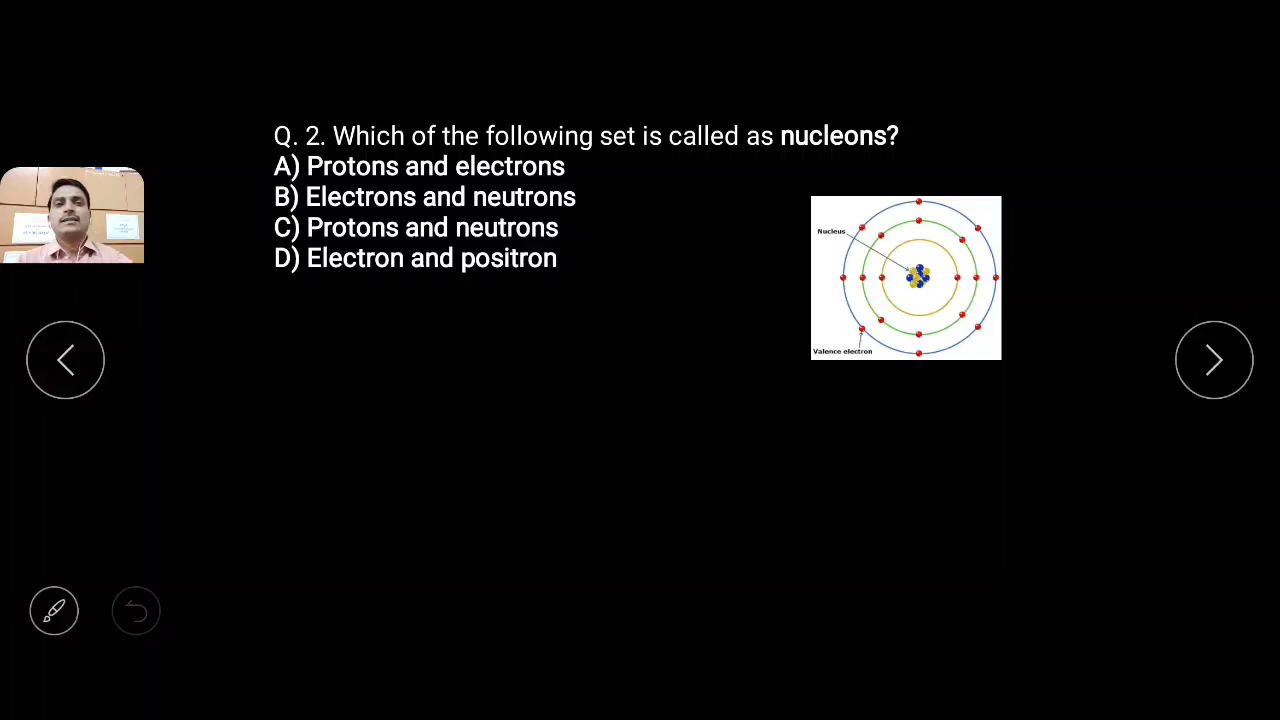 Q. 2. Which of the following set is called as nucleons?
A) Protons and electrons
B) Electrons and neutrons
C) Protons and neutrons
D) Electron and positron
Nucleus
Valence electron